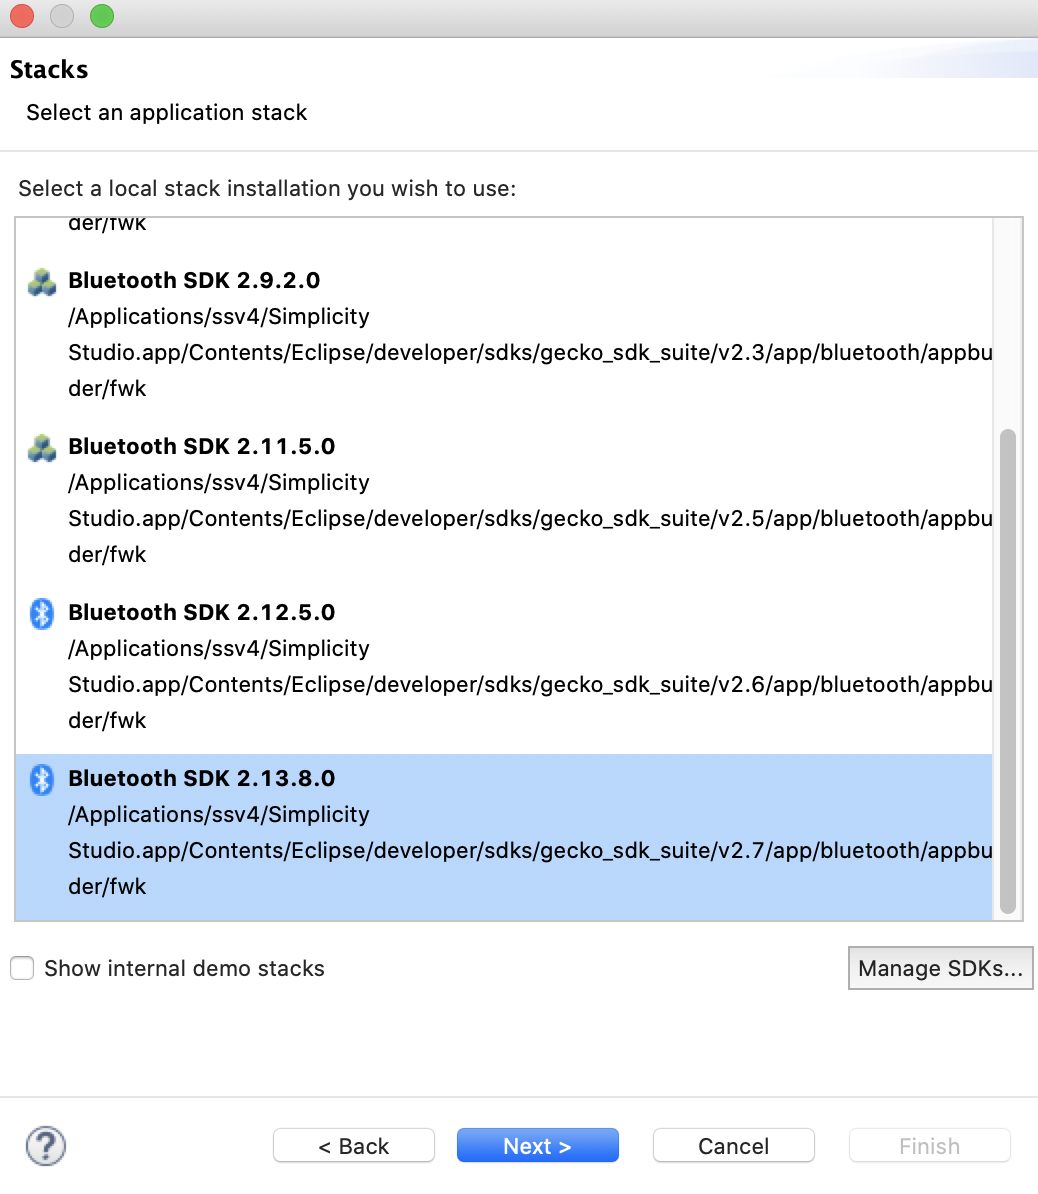 Stacks
Select an application stack
Select a local stack installation you wish to use:
der/fwk
Bluetooth SDK 2.9.2.0
/Applications/ssv4/Simplicity
Studio.app/Contents/Eclipse/developer/sdks/gecko_sdk_suite/v2.3/app/bluetooth/appbu
der/fwk
Bluetooth SDK 2.11.5.0
/Applications/ssv4/Simplicity
Studio.app/Contents/Eclipse/developer/sdks/gecko_sdk_suite/v2.5/app/bluetooth/appbu
der/fwk
Bluetooth SDK 2.12.5.0
/Applications/ssv4/Simplicity
Studio.app/Contents/Eclipse/developer/sdks/gecko_sdk_suite/v2.6/app/bluetooth/appbu
der/fwk
Bluetooth SDK 2.13.8.0
/Applications/ssv4/Simplicity
Studio.app/Contents/Eclipse/developer/sdks/gecko_sdk_suite/v2.7/app/bluetooth/appbu
der/fwk
Show internal demo stacks
Manage SDKs...
?
< Back
Next >
Cancel
Finish